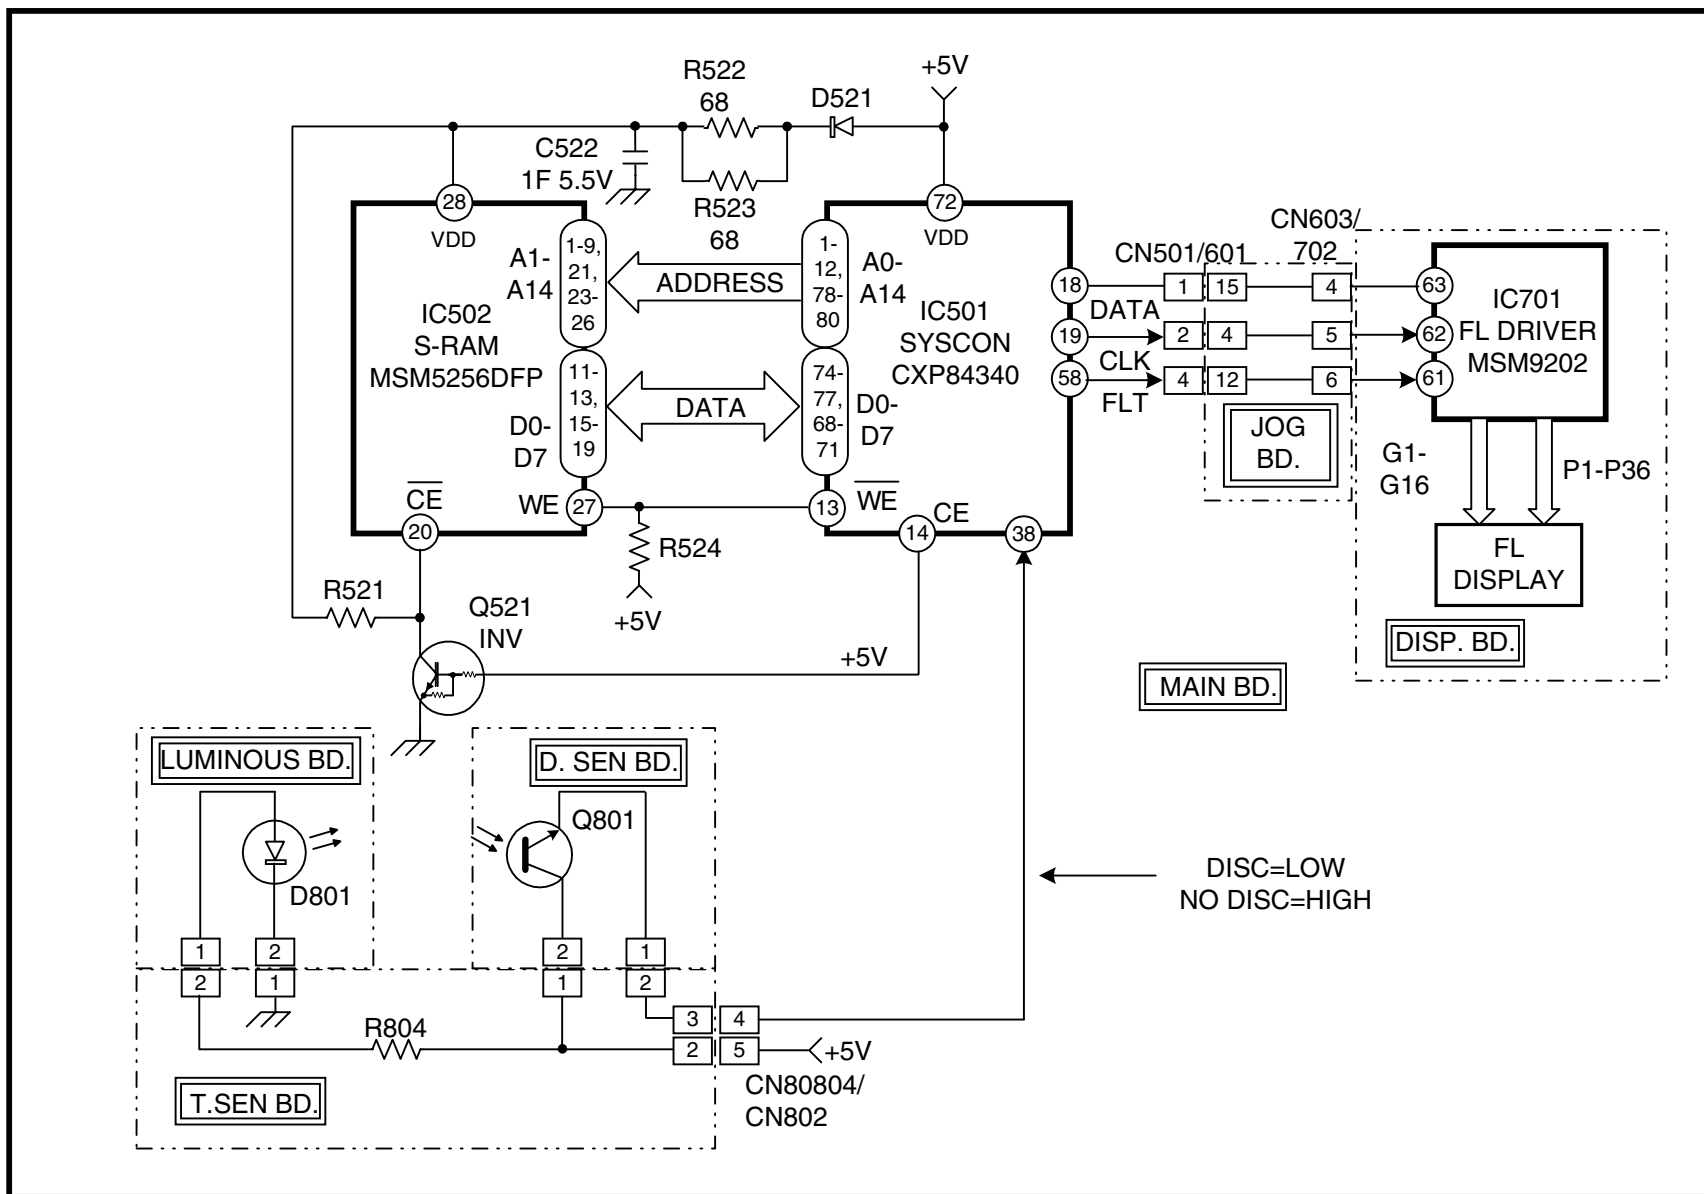 R522
68
D521
+5V
C522
1F 5.5V
R523
68
28
VDD
72
VDD
CN603/
702
CN501/601
A1-
A14
1-9,
21,
23-
26
ADDRESS
1-
12,
78-
80
A0-
A14
IC502
S-RAM
MSM5256DFP
IC501
SYSCON
CXP84340
18
DATA
1
15
4
63
19
CLK
2
4
5
62
58
FLT
4
12
6
61
IC701
FL DRIVER
MSM9202
D0-
D7
11-
13,
15-
19
DATA
74-
77,
68-
71
D0-
D7
JOG
BD.
G1-
G16
P1-P36
CE
20
WE
27
13
WE
CE
14
38
R524
+5V
FL
DISPLAY
R521
Q521
INV
+5V
DISP. BD.
MAIN BD.
LUMINOUS BD.
D. SEN BD.
D801
Q801
DISC=LOW
NO DISC=HIGH
1
2
2
1
2
1
1
2
R804
3
4
2
5
+5V
CN80804/
CN802
T.SEN BD.